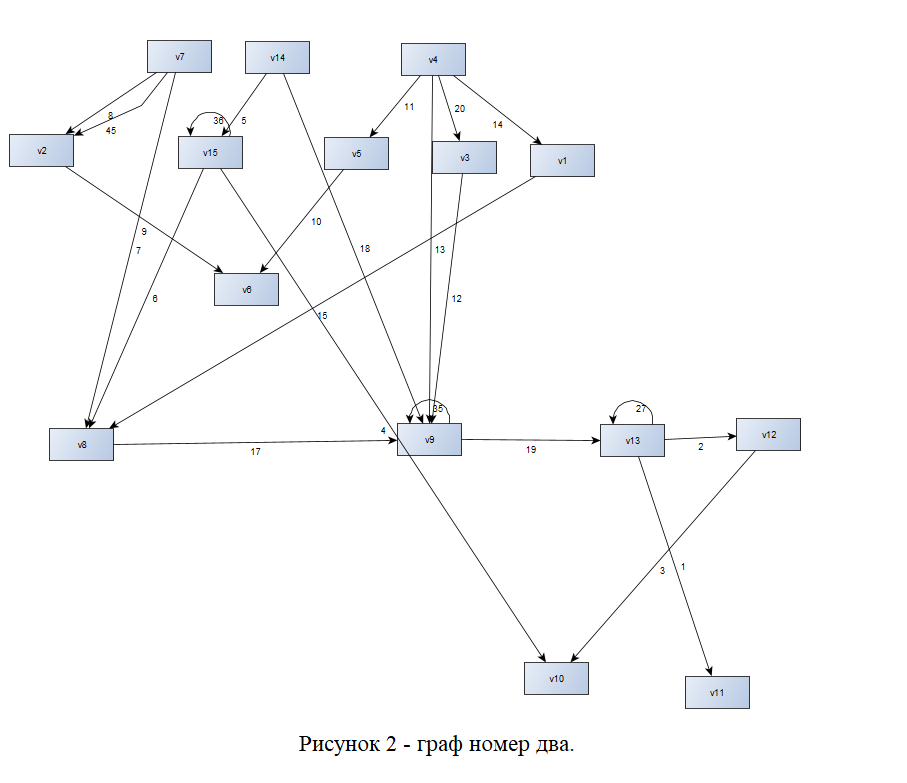 v7 v14 v4
8 45 36 5 11 20 14
v2 v15 v5 v3 v1
9 7 10 18 13
6 12
v6
15
35 27
4
v8 v9 v13 v12
17 19 2
3 1
v10 v11
Рисунок 2 - граф номер два.